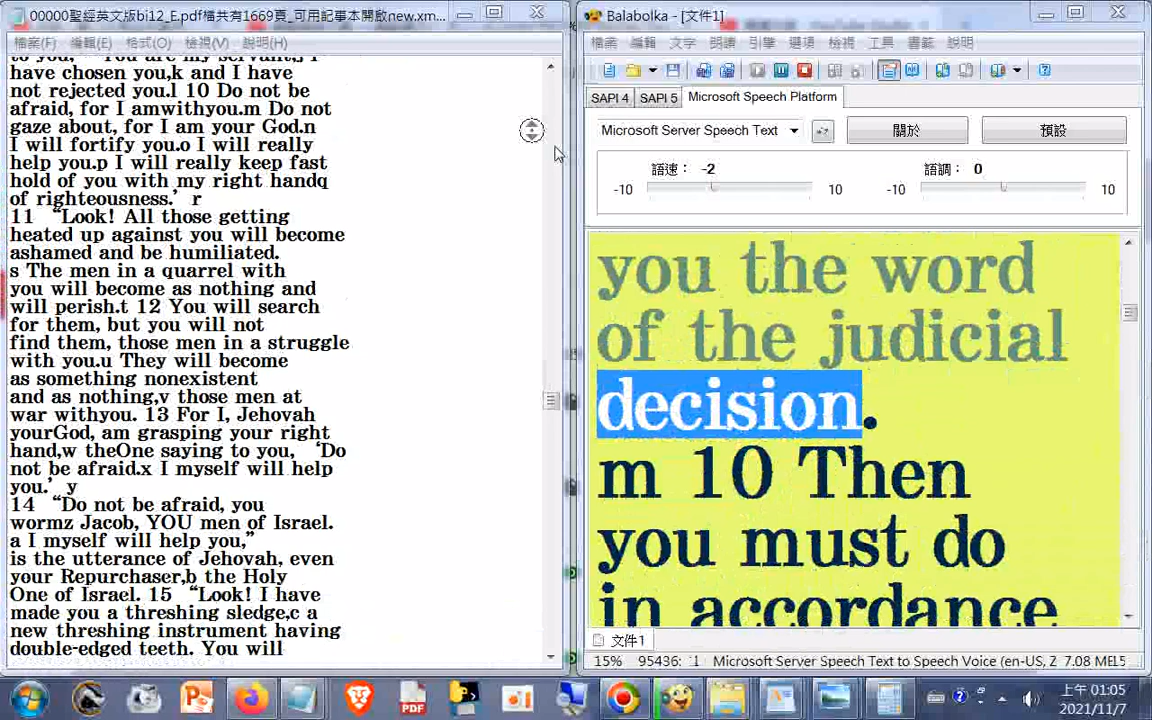 00000聖經英文版bi12_E.pdf檔共有1669頁_可用記事本開啟new.xm...
檔案(F) 編輯(E) 格式(O) 檢視(V) 說明(H)
have chosen you,k and I have
not rejected you.l 10 Do not be
afraid, for I amwithyou.m Do not
gaze about, for I am your God.n
I will fortify you.o I will really
help you.p I will really keep fast
hold of you with my right handq
of righteousness.’ r
11 “Look! All those getting
heated up against you will become
ashamed and be humiliated.
s The men in a quarrel with
you will become as nothing and
will perish.t 12 You will search
for them, but you will not
find them, those men in a struggle
with you.u They will become
as something nonexistent
and as nothing,v those men at
war withyou. 13 For I, Jehovah
yourGod, am grasping your right
hand,w theOne saying to you, ‘Do
not be afraid.x I myself will help
you.’ y
14 “Do not be afraid, you
wormz Jacob, YOU men of Israel.
a I myself will help you,”
is the utterance of Jehovah, even
your Repurchaser,b the Holy
One of Israel. 15 “Look! I have
made you a threshing sledge,c a
new threshing instrument having
double-edged teeth. You will
Balabolka - [文件1]
檔案 編輯 文字 朗讀 引擎 選項 檢視 工具 書籤 說明
SAPI 4 SAPI 5 Microsoft Speech Platform
Microsoft Server Speech Text 關於 預設
語速： -2 語調： 0
-10 10 -10 10
you the word
of the judicial
decision.
m 10 Then
you must do
in accordance
文件1
15% Microsoft Server Speech Text to Speech Voice (en-US, 
上午 01:05
2021/11/7